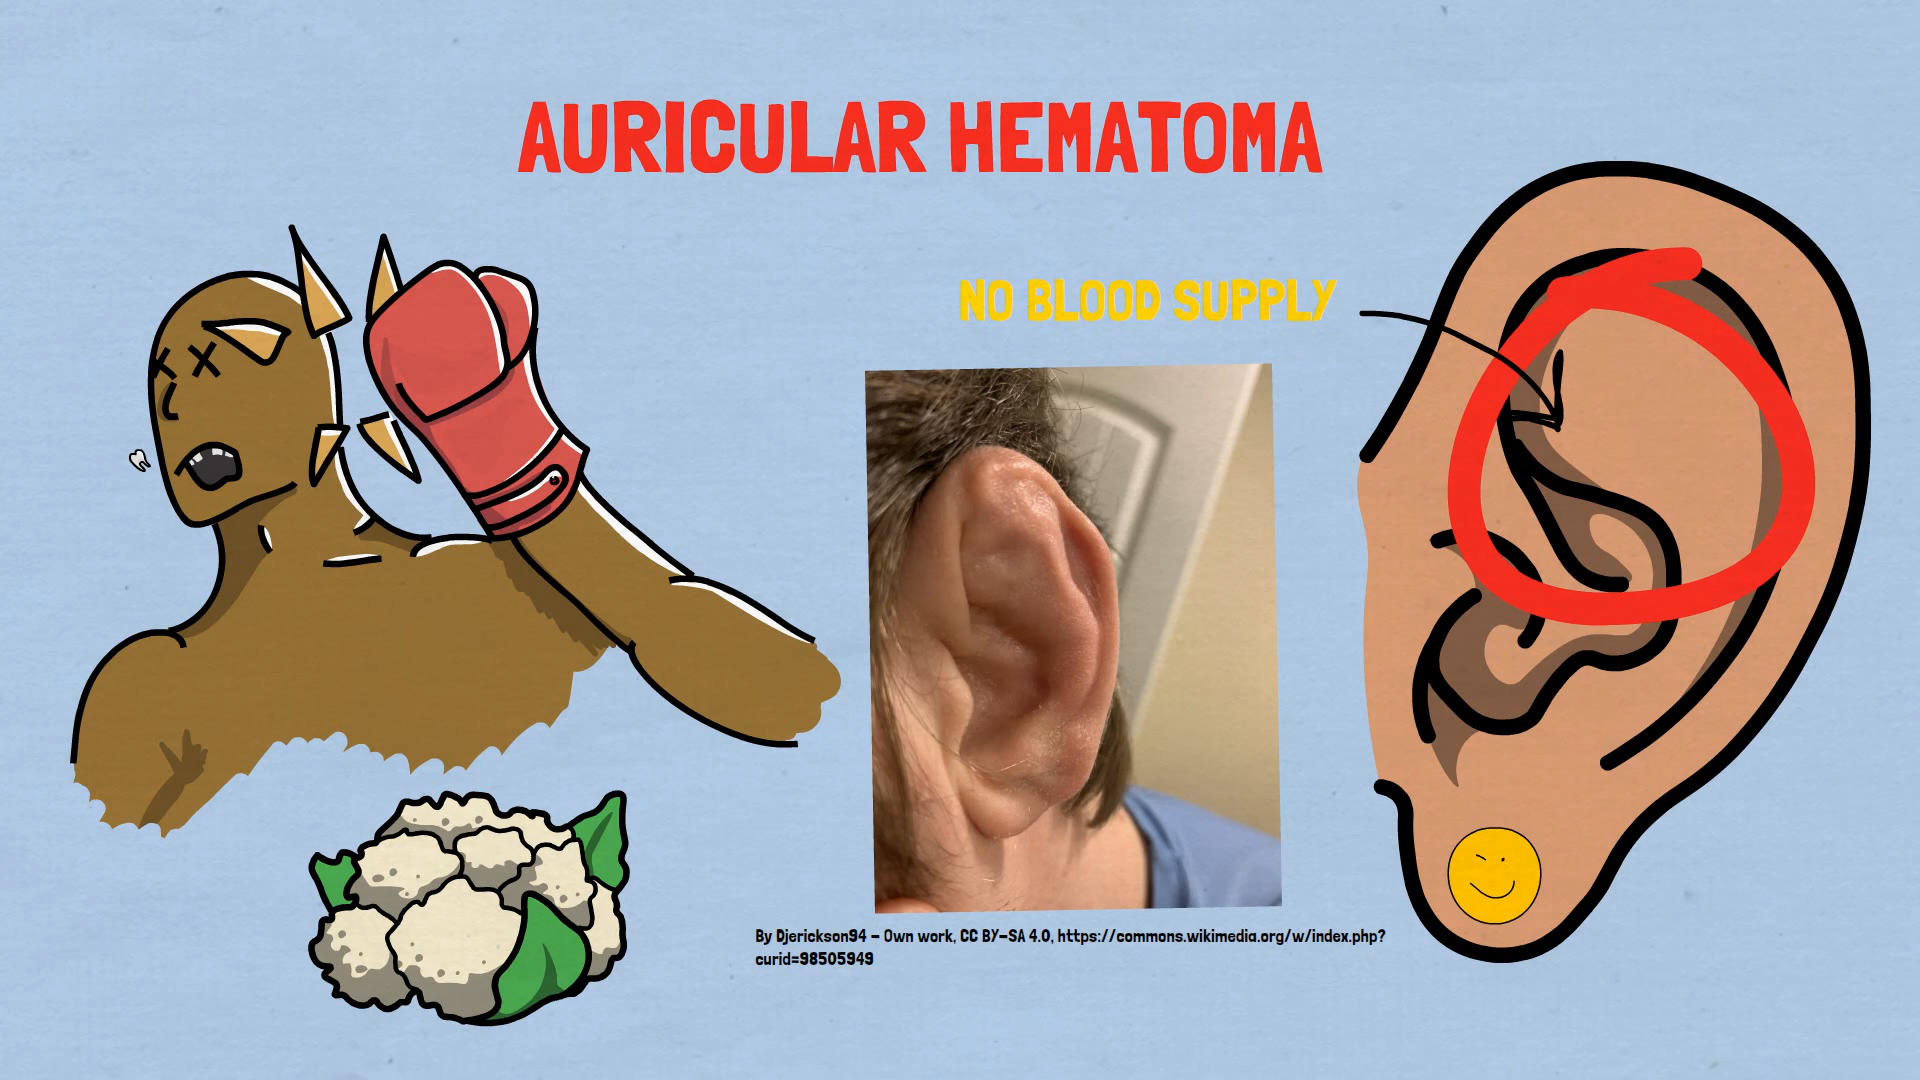 AURICULAR HEMATOMA
NO BLOOD SUPPLY
By Djerickson94 - Own work, CC BY-SA 4.0, https://commons.wikimedia.org/w/index.php?
curid=98505949